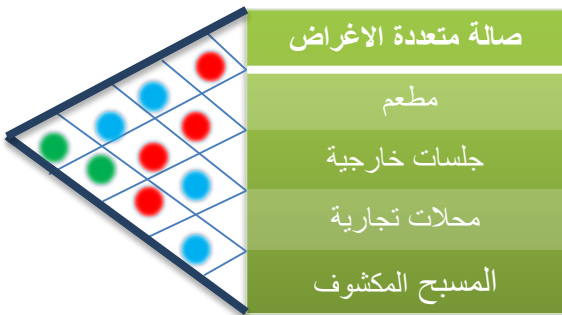 صالة متعددة الاغراض
مطعم
جلسات خارجية
محلات تجارية
المسبح المكشوف